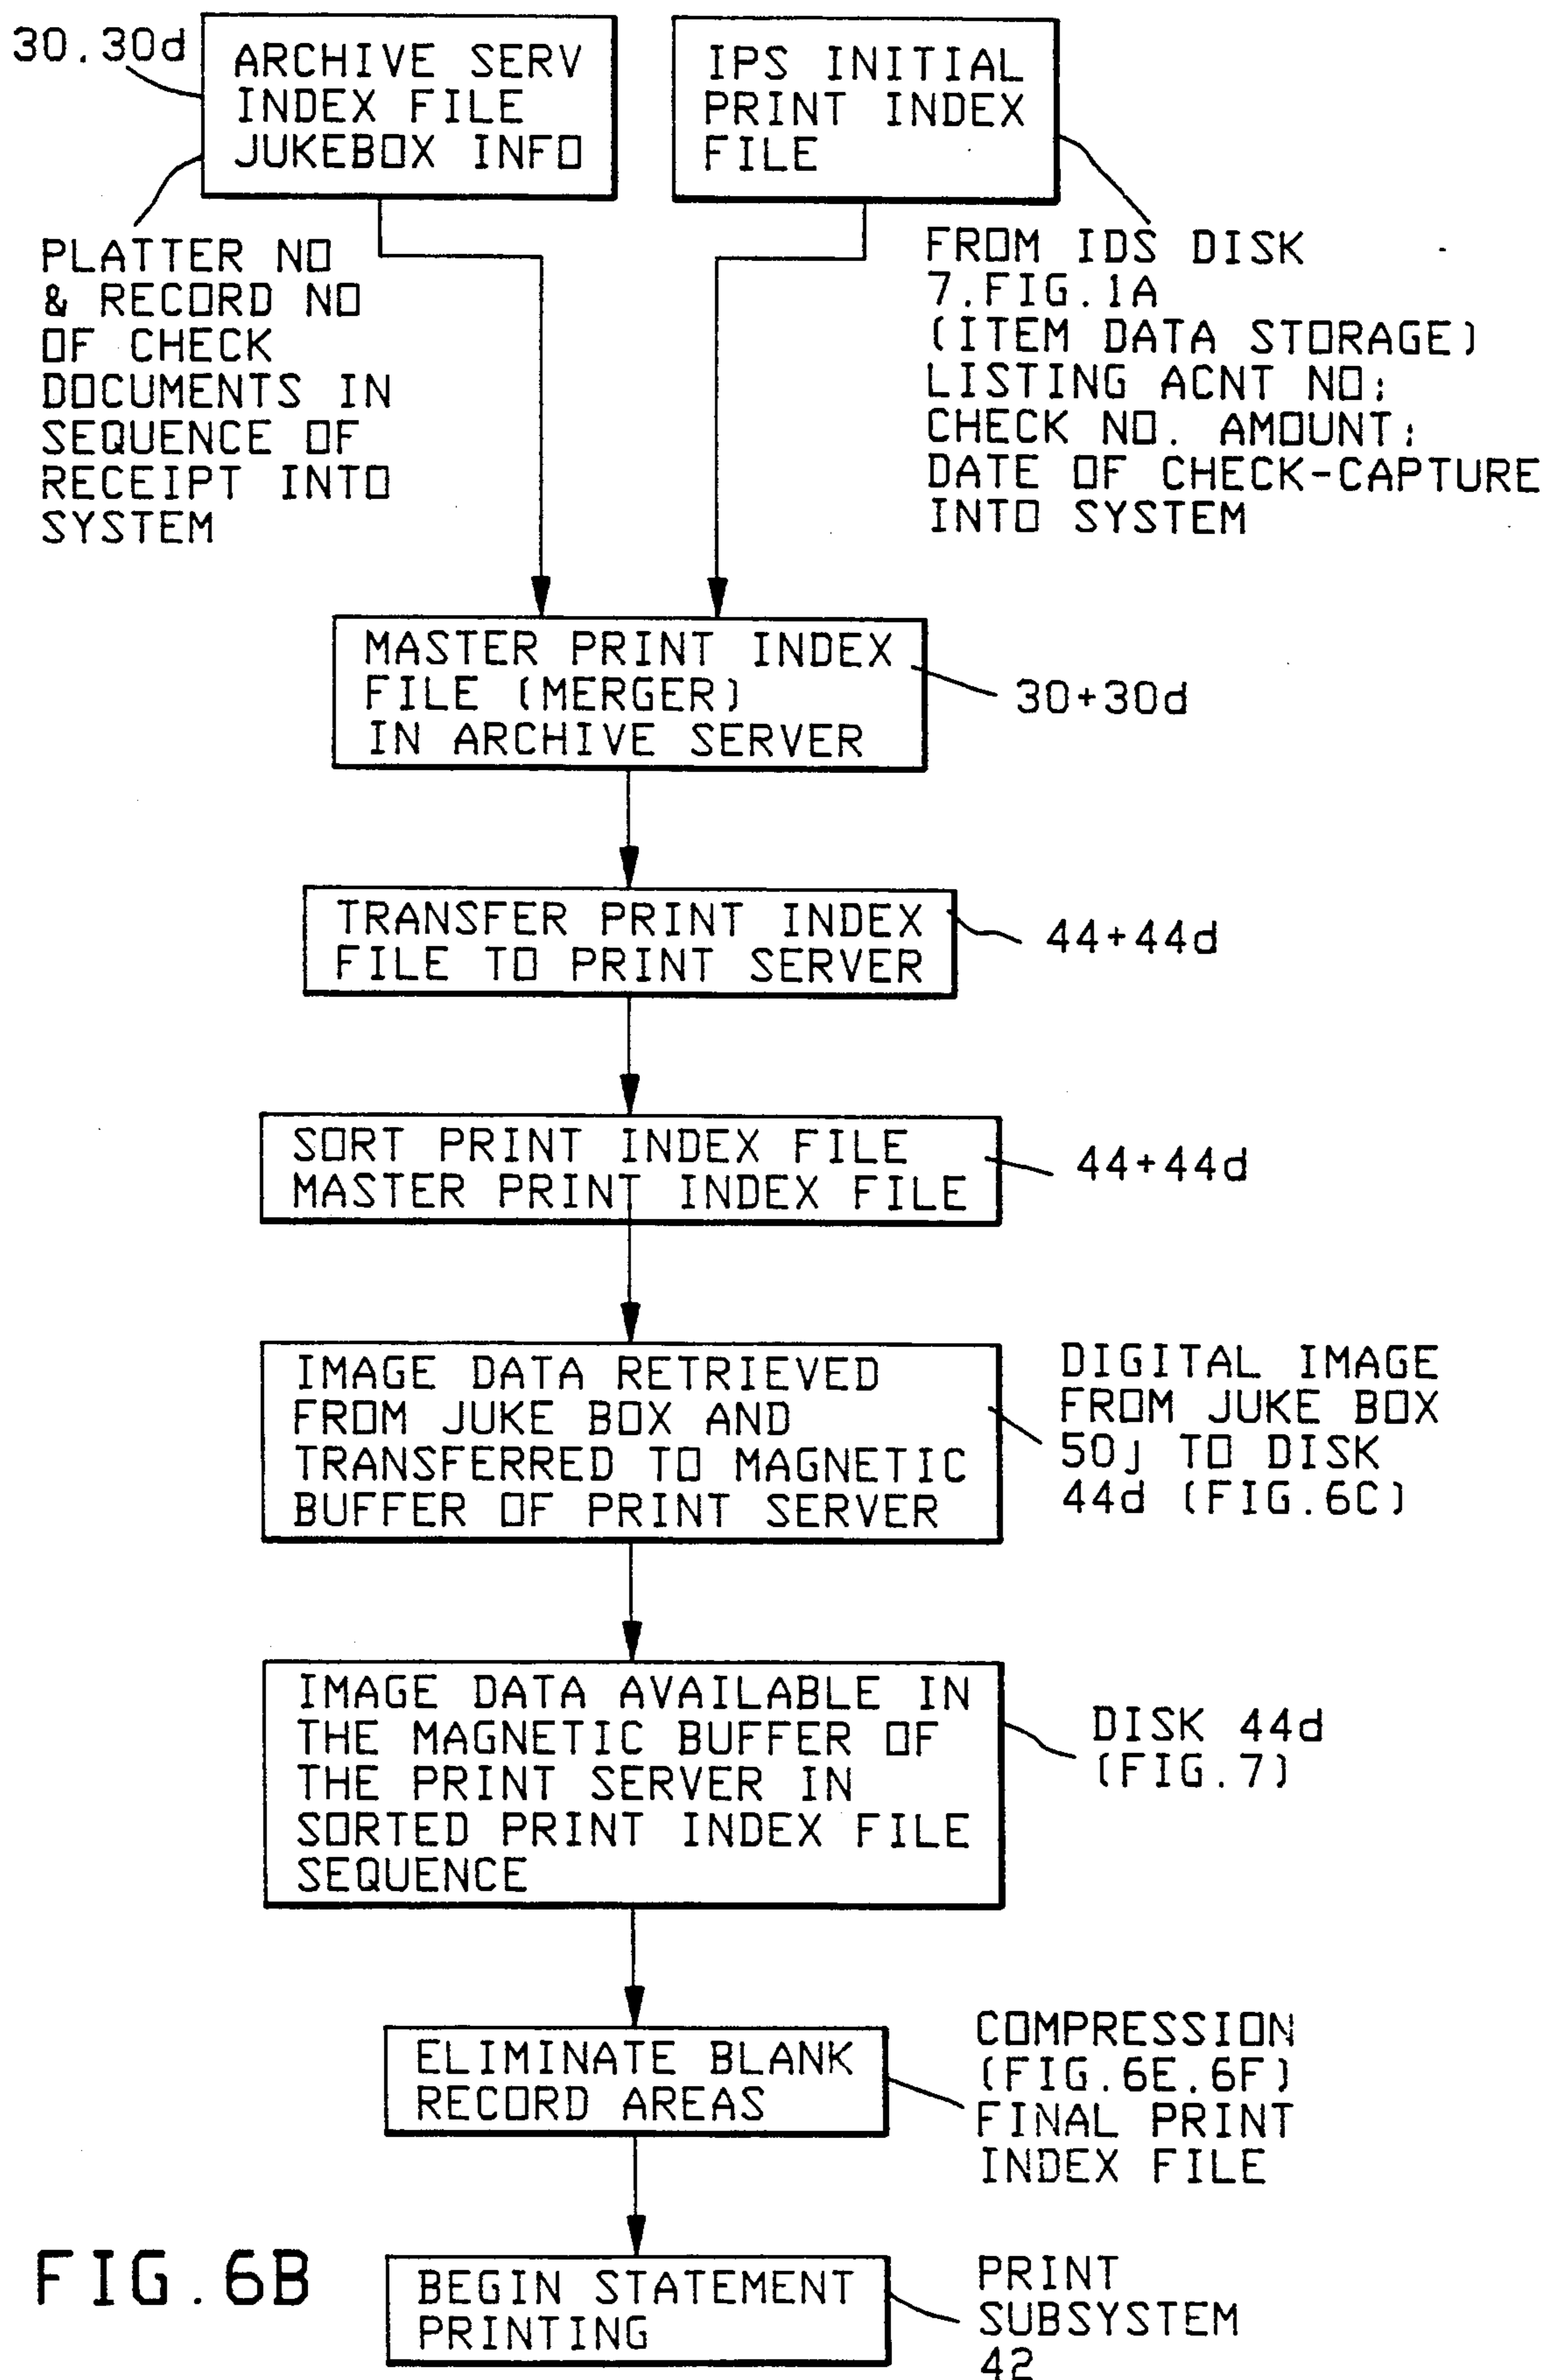 30.30d
ARCHIVE SERV
INDEX FILE
JUKEBOX INFO
IPS INITIAL
PRINT INDEX
FILE
PLATTER NO
& RECORD NO
OF CHECK
DOCUMENTS IN
SEQUENCE OF
RECEIPT INTO
SYSTEM
FROM IDS DISK
7.FIG.1A
(ITEM DATA STORAGE)
LISTING ACNT NO;
CHECK NO. AMOUNT;
DATE OF CHECK-CAPTURE
INTO SYSTEM
MASTER PRINT INDEX
FILE (MERGER)
IN ARCHIVE SERVER
30+30d
TRANSFER PRINT INDEX
FILE TO PRINT SERVER
44+44d
SORT PRINT INDEX FILE
MASTER PRINT INDEX FILE
44+44d
IMAGE DATA RETRIEVED
FROM JUKE BOX AND
TRANSFERRED TO MAGNETIC
BUFFER OF PRINT SERVER
DIGITAL IMAGE
FROM JUKE BOX
50j TO DISK
44d (FIG.6C)
IMAGE DATA AVAILABLE IN
THE MAGNETIC BUFFER OF
THE PRINT SERVER IN
SORTED PRINT INDEX FILE
SEQUENCE
DISK 44d
(FIG.7)
ELIMINATE BLANK
RECORD AREAS
COMPRESSION
(FIG.6E.6F)
FINAL PRINT
INDEX FILE
BEGIN STATEMENT
PRINTING
PRINT
SUBSYSTEM
42
FIG.6B